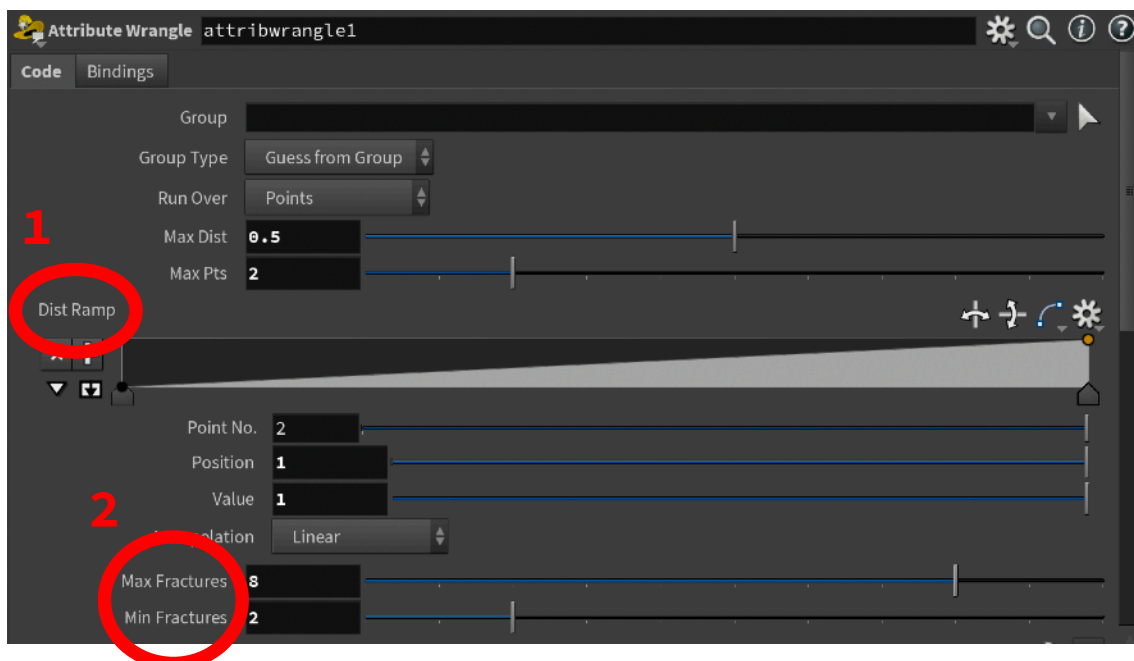 Attribute Wrangle attribwrangle1
Code Bindings
Group
Group Type Guess from Group
Run Over Points
1
Max Dist 0.5
Max Pts 2
Dist Ramp
Point No. 2
Position 1
Value 1
2
Linear
Max Fractures 8
Min Fractures 2